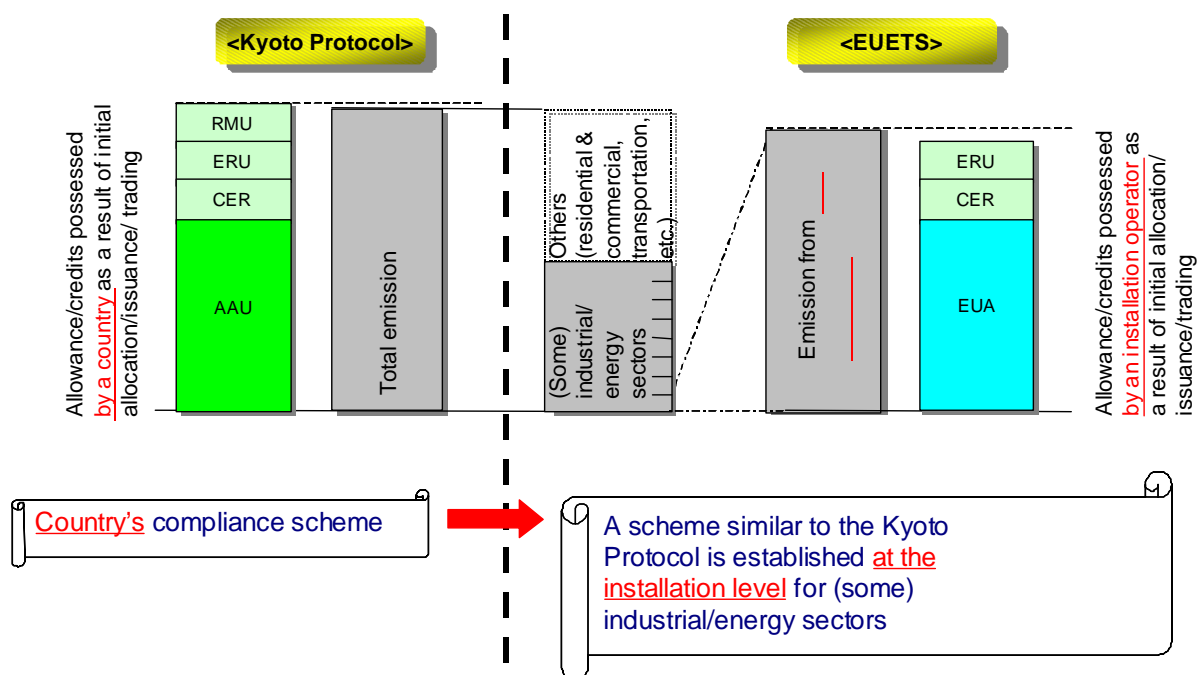 <Kyoto Protocol>
<EUETS>
Allowance/credits possessed
by a country as a result of initial
allocation/issuance/ trading
RMU
ERU
CER
AAU
Total emission
Others
(residential &
commercial,
transportation,
etc.)
(Some)
industrial/
energy
sectors
Emission from
ERU
CER
EUA
Allowance/credits possessed
by an installation operator as
a result of initial allocation/
issuance/trading
Country's compliance scheme
A scheme similar to the Kyoto
Protocol is established at the
installation level for (some)
industrial/energy sectors